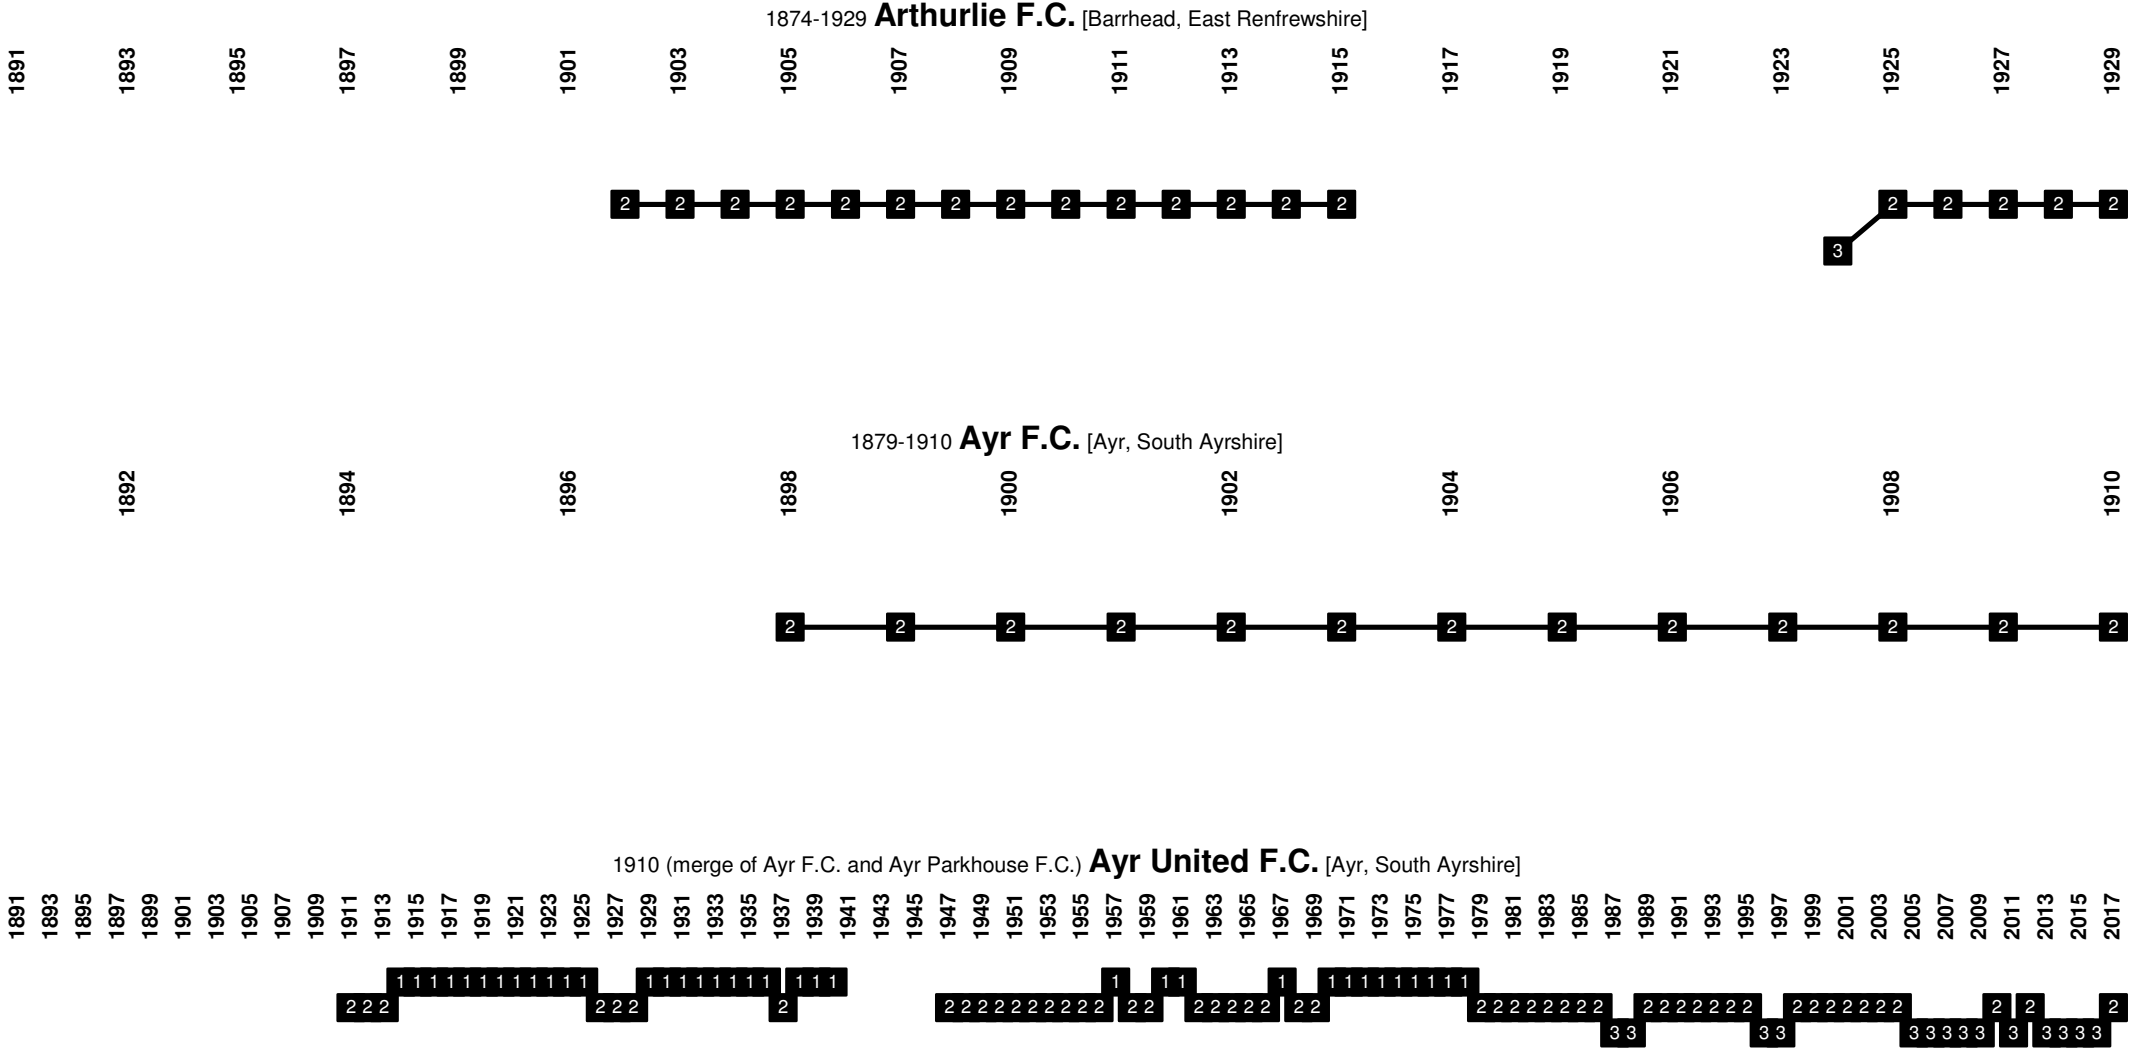 1874-1929 Arthurlie F.C. [Barrhead, East Renfrewshire]
1891 1893 1895 1897 1899 1901 1903 1905 1907 1909 1911 1913 1915 1917 1919 1921 1923 1925 1927 1929
2 2 2 2 2 2 2 2 2 2 2 2 2 2 2 2 2 2 2
3
1879-1910 Ayr F.C. [Ayr, South Ayrshire]
1891 1892 1894 1896 1898 1900 1902 1904 1906 1908 1910
2 2 2 2 2 2 2 2 2 2 2 2 2
1910 (merge of Ayr F.C. and Ayr Parkhouse F.C.) Ayr United F.C. [Ayr, South Ayrshire]
1891 1893 1895 1897 1899 1901 1903 1905 1907 1909 1911 1913 1915 1917 1919 1921 1923 1925 1927 1929 1931 1933 1935 1937 1939 1941 1943 1945 1947 1949 1951 1953 1955 1957 1959 1961 1963 1965 1967 1969 1971 1973 1975 1977 1979 1981 1983 1985 1987 1989 1991 1993 1995 1997 1999 2001 2003 2005 2007 2009 2011 2013 2015 2017
1 1 1 1 1 1 1 1 1 1 1 1 1 1 1 1 1 1 1 1 1 1 1 1 1 1 1 1 1 1 1 1 1 1 1 1
2 2 2 2 2 2 2 2 2 2 2 2 2 2 2 2 2 2 2 2 2 2 2 2 2 2 2 2 2 2 2 2 2 2 2 2 2 2 2 2 2 2 2 2 2 2 2 2 2 2 2
3 3 3 3 3 3 3 3 3 3 3 3 3 3